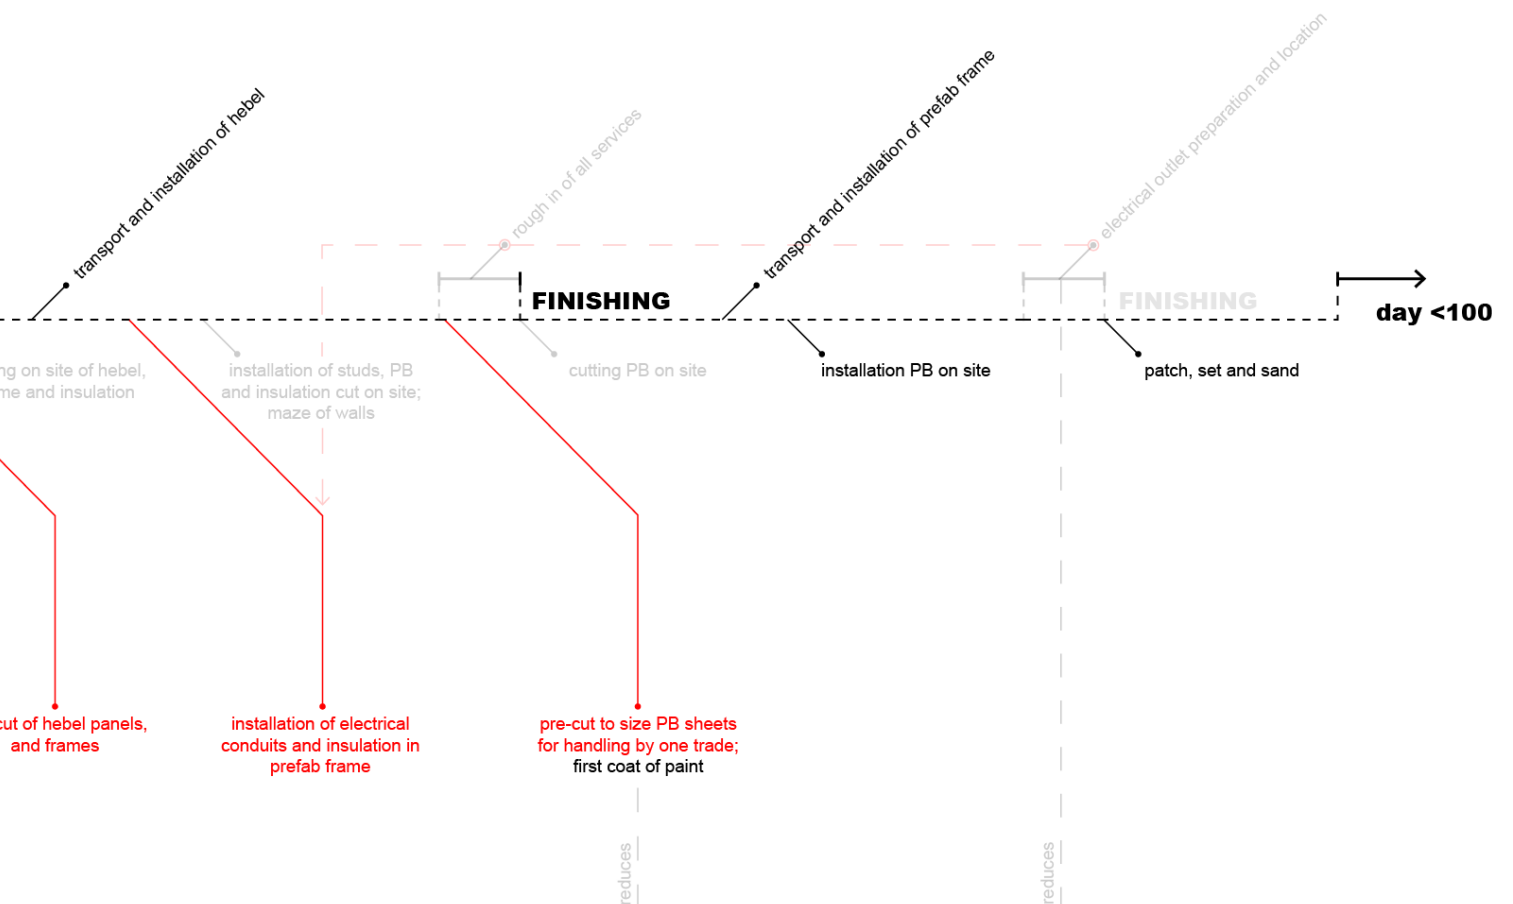 transport and installation of hebel
rough in of all services
transport and installation of prefab frame
electrical outlet preparation and location
FINISHING
FINISHING
day <100
ng on site of hebel,
me and insulation
installation of studs, PB
and insulation cut on site;
maze of walls
cutting PB on site
installation PB on site
patch, set and sand
cut of hebel panels,
and frames
installation of electrical
conduits and insulation in
prefab frame
pre-cut to size PB sheets
for handling by one trade;
first coat of paint
reduces
reduces